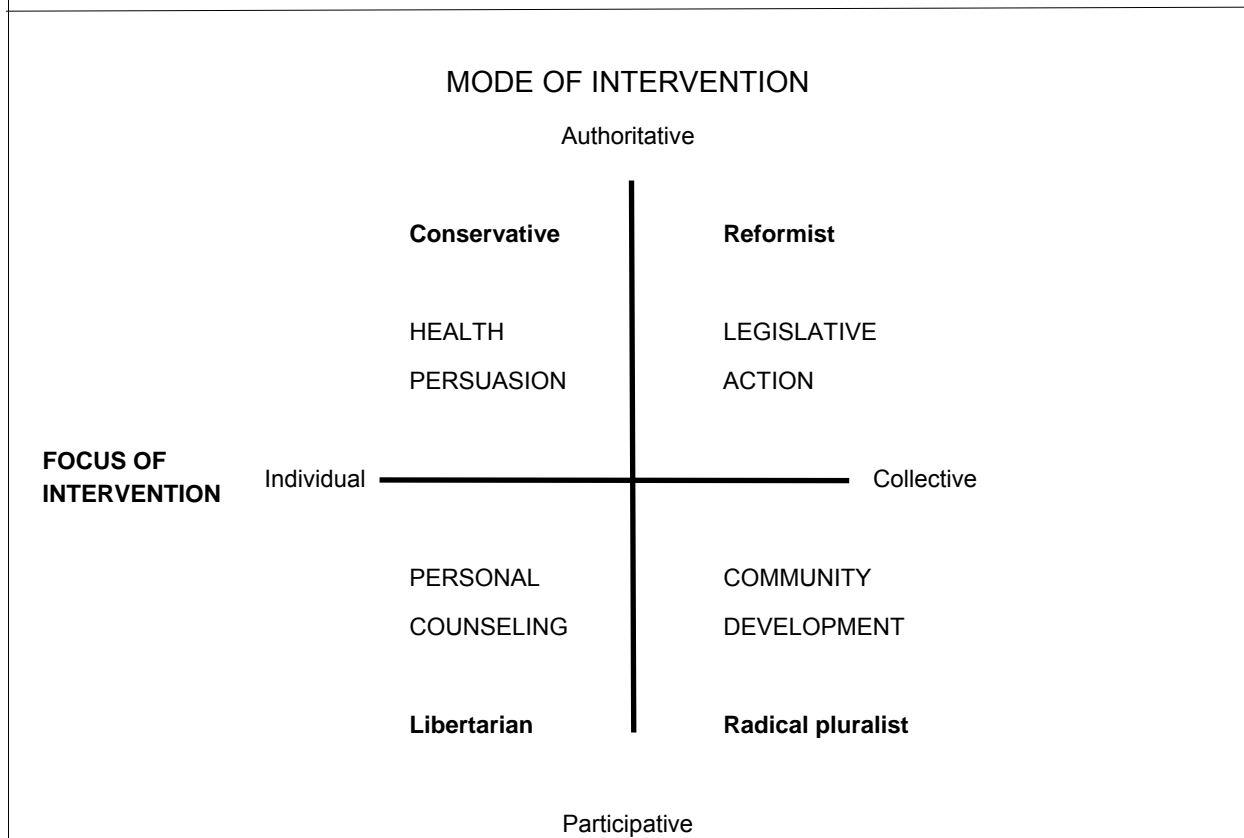 MODE OF INTERVENTION
Authoritative
Conservative Reformist
HEALTH LEGISLATIVE
PERSUASION ACTION
FOCUS OF
INTERVENTION
Individual Collective
PERSONAL COMMUNITY
COUNSELING DEVELOPMENT
Libertarian Radical pluralist
Participative